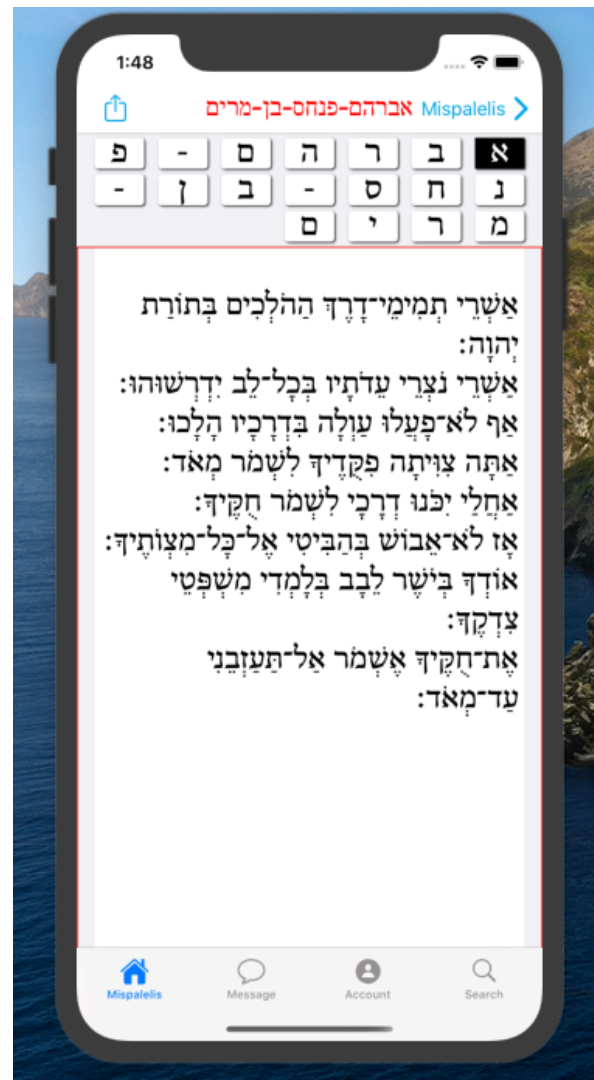 1:48
אברהם-פנחס-בן-מרים Mispalelis
א ב ר ה ם - פ
נ ח ס - ב ן -
מ ר י ם
אַשְׁרֵי תְמִימֵי־דָרֶךְ הַהֹלְכִים בְּתוֹרַת
יְהוָה:
אַשְׁרֵי נֹצְרֵי עֵדֹתָיו בְּכָל־לֵב יִדְרְשׁוּהוּ:
אַף לֹא־פָעֲלוּ עַוְלָה בִּדְרָכָיו הָלָכוּ:
אַתָּה צִוִּיתָה פִקֻּדֶיךָ לִשְׁמֹר מְאֹד:
אַחֲלַי יִכֹּנוּ דְרָכָי לִשְׁמֹר חֻקֶּיךָ:
אָז לֹא־אֵבוֹשׁ בְּהַבִּיטִי אֶל־כָּל־מִצְוֹתֶיךָ:
אוֹדְךָ בְּיֹשֶׁר לֵבָב בְּלָמְדִי מִשְׁפְּטֵי
צִדְקֶךָ:
אֶת־חֻקֶּיךָ אֶשְׁמֹר אַל־תַּעַזְבֵנִי
עַד־מְאֹד:
Mispalelis Message Account Search